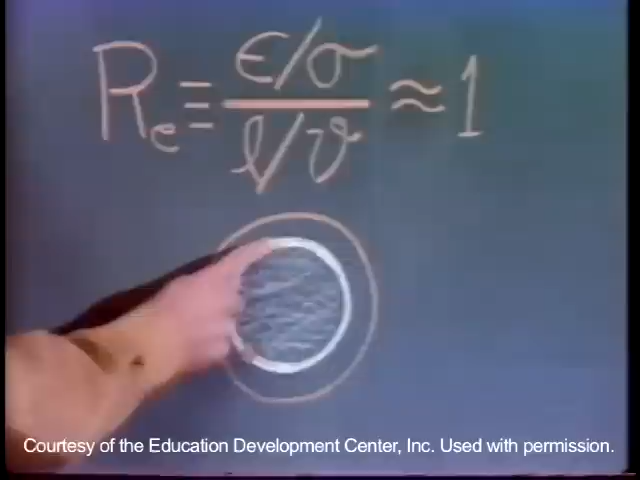 Rₑ ≡ ϵ/σ / l/v ≈ 1
Courtesy of the Education Development Center, Inc. Used with permission.